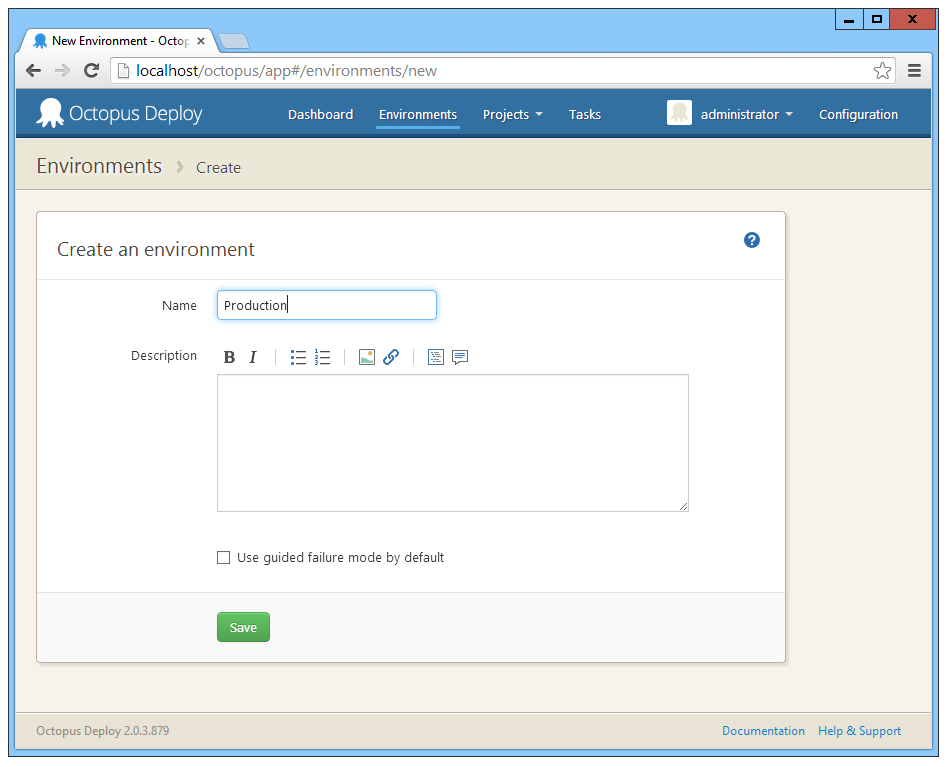 New Environment - Octop
localhost/octopus/app#/environments/new
Octopus Deploy Dashboard Environments Projects Tasks administrator Configuration
Environments Create
Create an environment
Name Production
Description B I
Use guided failure mode by default
Save
Octopus Deploy 2.0.3.879 Documentation Help & Support